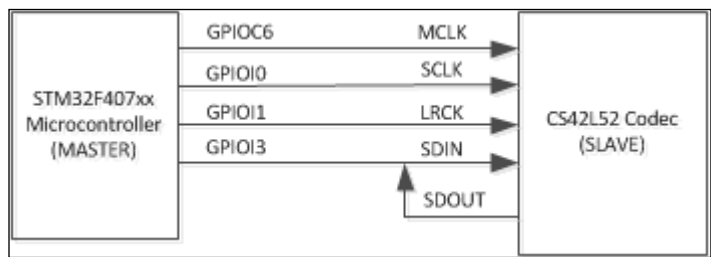 GPIOC6 MCLK
GPIOI0 SCLK
STM32F407xx
Microcontroller
(MASTER)
GPIOI1 LRCK
CS42L52 Codec
(SLAVE)
GPIOI3 SDIN
SDOUT